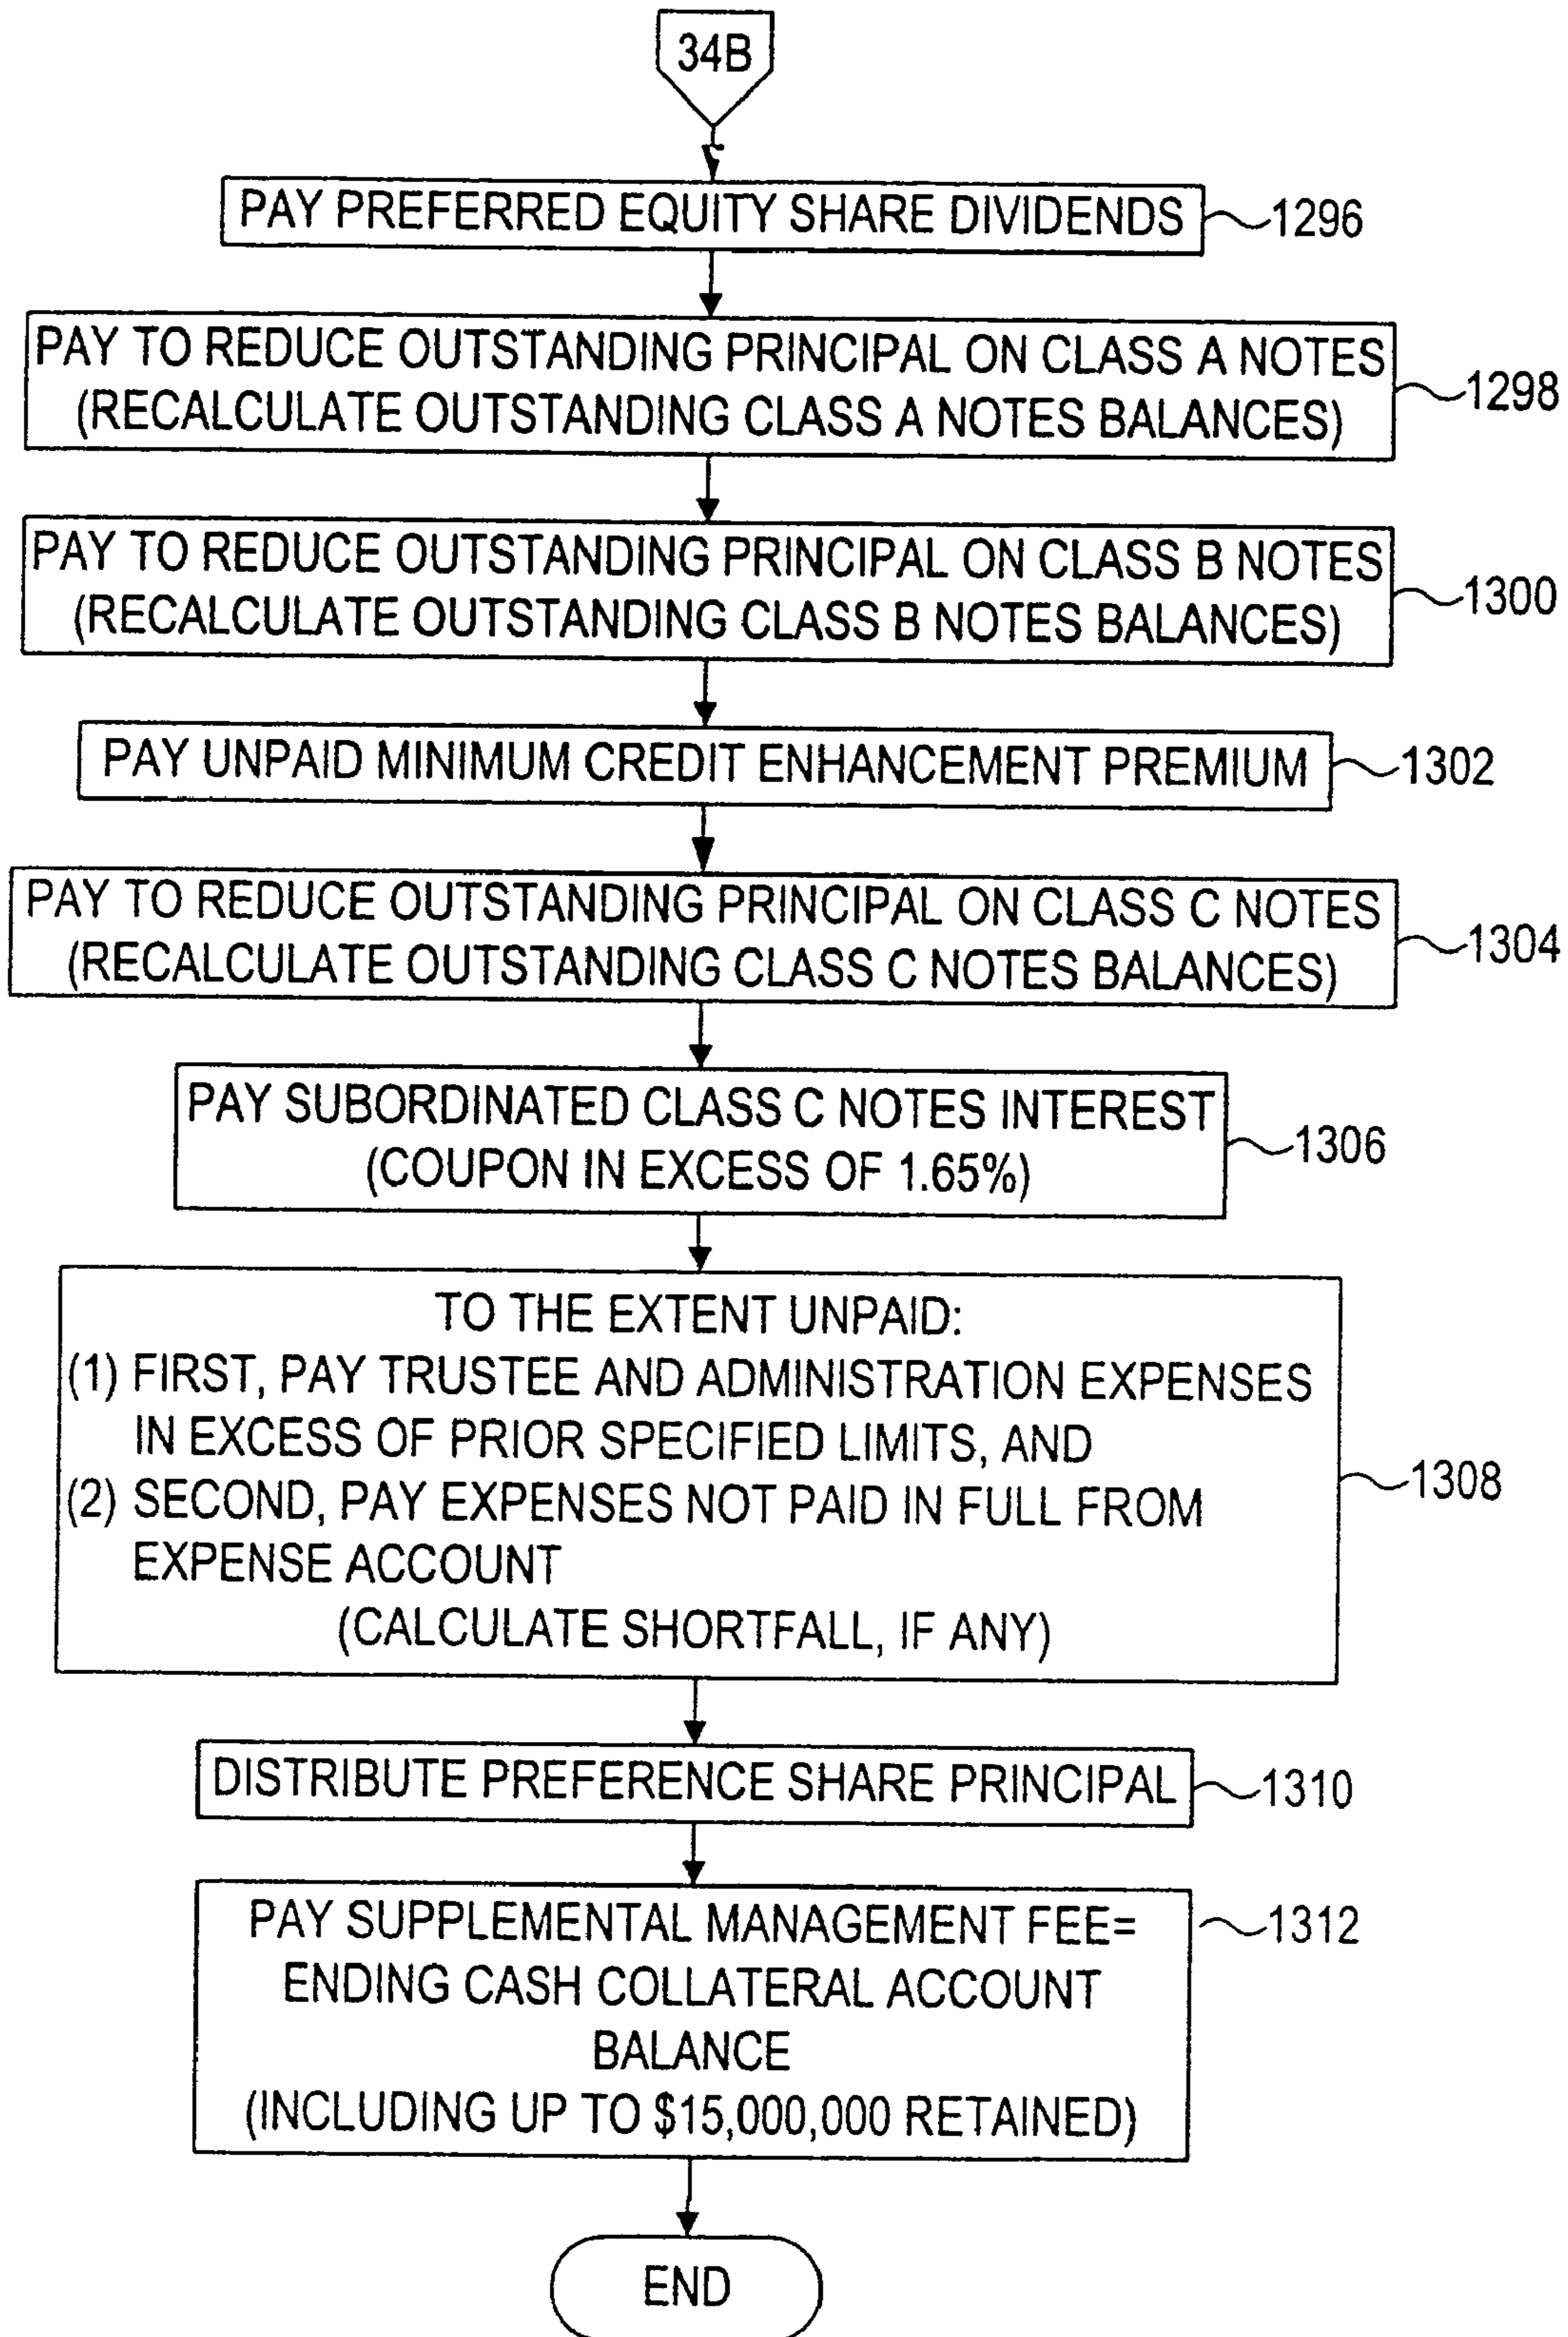 34B
PAY PREFERRED EQUITY SHARE DIVIDENDS
1296
PAY TO REDUCE OUTSTANDING PRINCIPAL ON CLASS A NOTES
(RECALCULATE OUTSTANDING CLASS A NOTES BALANCES)
1298
PAY TO REDUCE OUTSTANDING PRINCIPAL ON CLASS B NOTES
(RECALCULATE OUTSTANDING CLASS B NOTES BALANCES)
1300
PAY UNPAID MINIMUM CREDIT ENHANCEMENT PREMIUM
1302
PAY TO REDUCE OUTSTANDING PRINCIPAL ON CLASS C NOTES
(RECALCULATE OUTSTANDING CLASS C NOTES BALANCES)
1304
PAY SUBORDINATED CLASS C NOTES INTEREST
(COUPON IN EXCESS OF 1.65%)
1306
TO THE EXTENT UNPAID:
(1) FIRST, PAY TRUSTEE AND ADMINISTRATION EXPENSES
IN EXCESS OF PRIOR SPECIFIED LIMITS, AND
(2) SECOND, PAY EXPENSES NOT PAID IN FULL FROM
EXPENSE ACCOUNT
(CALCULATE SHORTFALL, IF ANY)
1308
DISTRIBUTE PREFERENCE SHARE PRINCIPAL
1310
PAY SUPPLEMENTAL MANAGEMENT FEE=
ENDING CASH COLLATERAL ACCOUNT
BALANCE
(INCLUDING UP TO $15,000,000 RETAINED)
1312
END